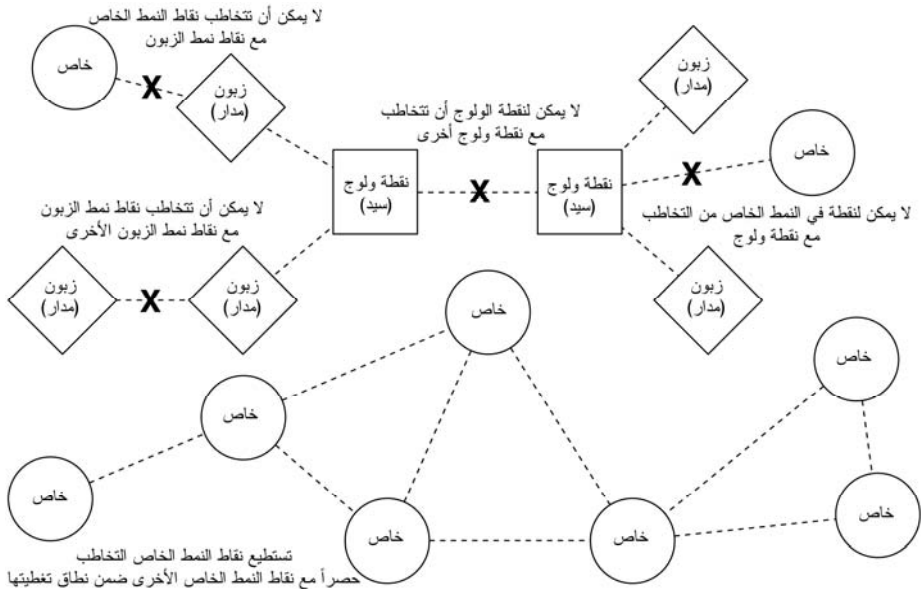 لا يمكن أن تتخاطب نقاط النمط الخاص
مع نقاط نمط الزبون
خاص
زبون
(مدار)
زبون
(مدار)
لا يمكن لنقطة الولوج أن تتخاطب
مع نقطة ولوج أخرى
X
خاص
نقطة ولوج
(سيد)
X
نقطة ولوج
(سيد)
X
لا يمكن لنقطة في النمط الخاص من التخاطب
مع نقطة ولوج
لا يمكن أن تتخاطب نقاط نمط الزبون
مع نقاط نمط الزبون الأخرى
زبون
(مدار)
X
زبون
(مدار)
زبون
(مدار)
خاص
خاص
خاص
خاص
خاص
خاص
خاص
تستطيع نقاط النمط الخاص التخاطب
حصراً مع نقاط النمط الخاص الأخرى ضمن نطاق تغطيتها